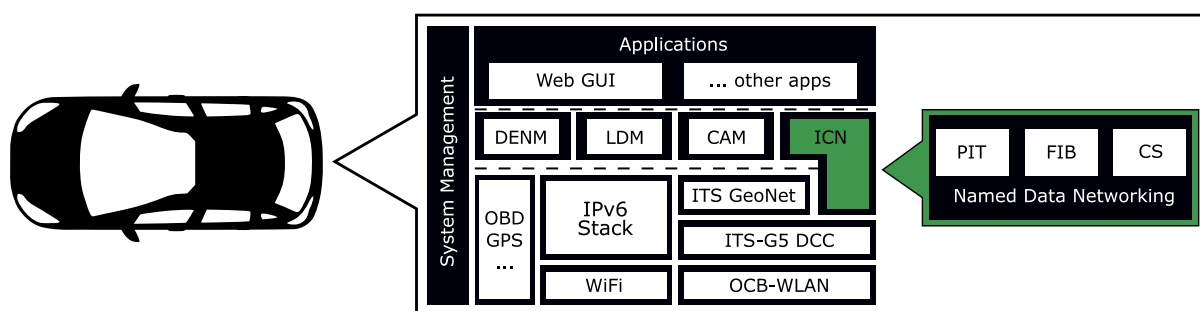 System Management
Applications
Web GUI
... other apps
DENM
LDM
CAM
ICN
OBD
GPS
...
IPv6
Stack
ITS GeoNet
ITS-G5 DCC
WiFi
OCB-WLAN
PIT
FIB
CS
Named Data Networking